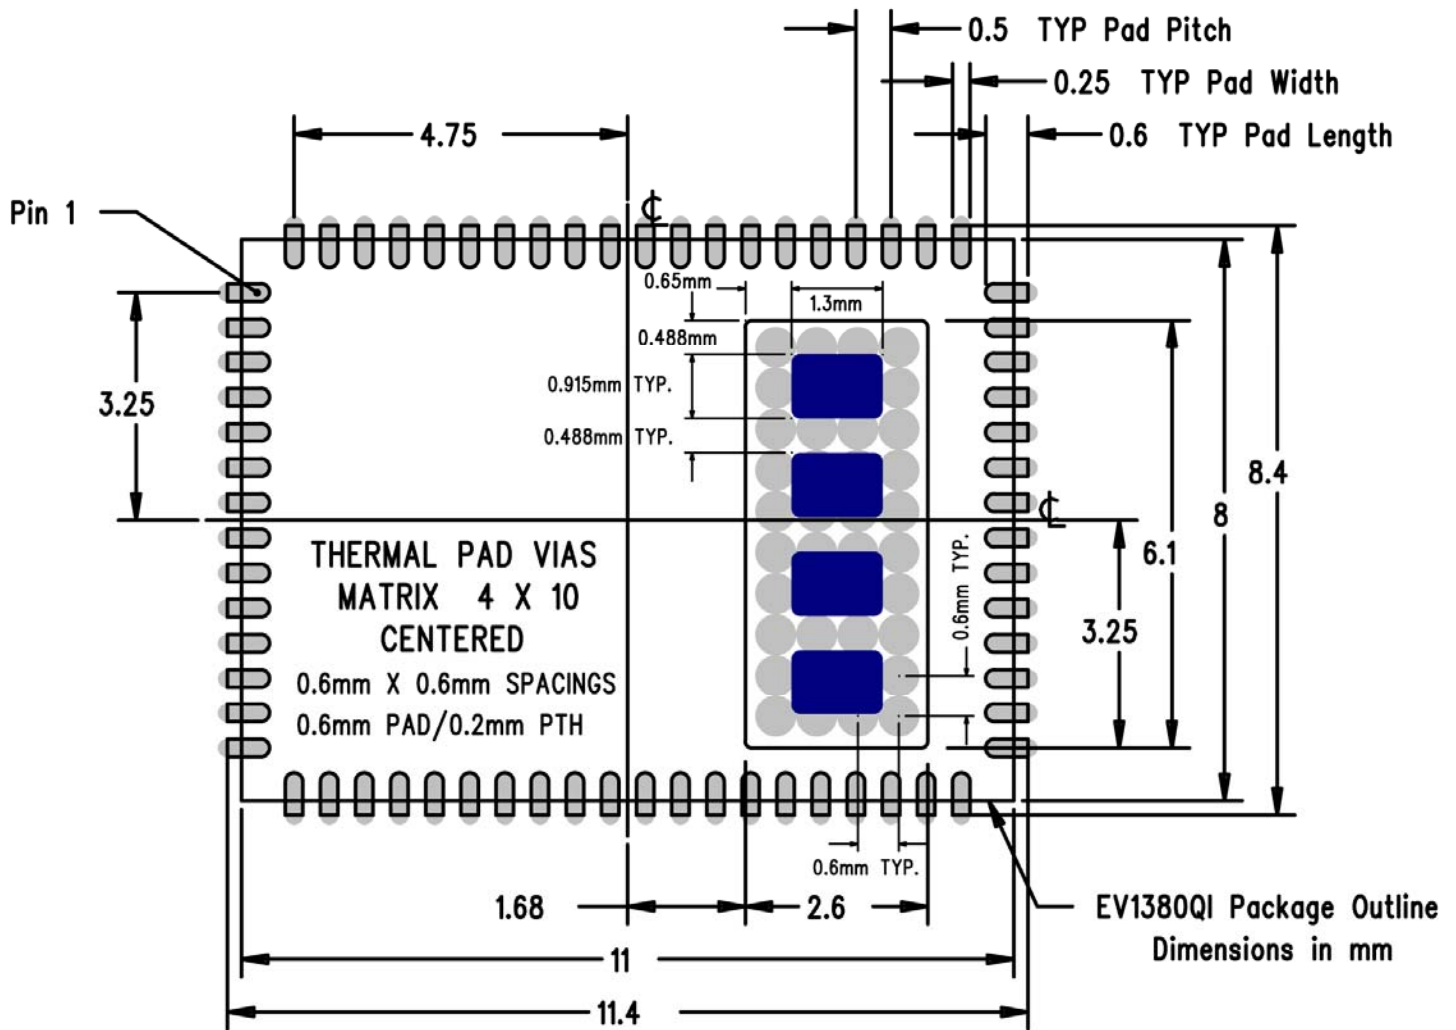 0.5 TYP Pad Pitch
0.25 TYP Pad Width
4.75
0.6 TYP Pad Length
Pin 1
℄
0.65mm
1.3mm
0.488mm
0.915mm TYP.
3.25
0.488mm TYP.
8.4
℄
8
THERMAL PAD VIAS
MATRIX 4 X 10
CENTERED
0.6mm X 0.6mm SPACINGS
0.6mm PAD/0.2mm PTH
0.6mm TYP.
6.1
3.25
0.6mm TYP.
1.68
2.6
EV1380QI Package Outline
Dimensions in mm
11
11.4